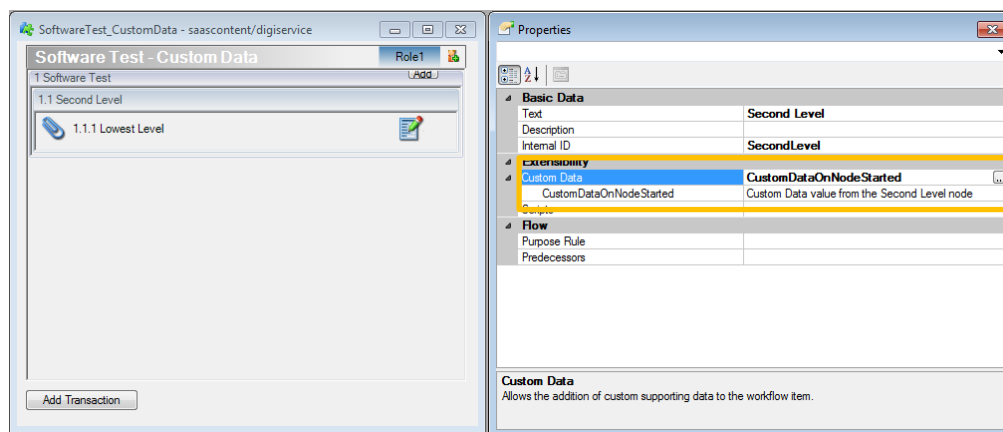 SoftwareTest_CustomData - saascontent/digiservice
Software Test - Custom Data
Role1
1 Software Test
Add
1.1 Second Level
1.1.1 Lowest Level
Add Transaction
Properties
Basic Data
Text Second Level
Description
Internal ID SecondLevel
Extensibility
Custom Data CustomDataOnNodeStarted ...
CustomDataOnNodeStarted Custom Data value from the Second Level node
Scripts
Flow
Purpose Rule
Predecessors
Custom Data
Allows the addition of custom supporting data to the workflow item.